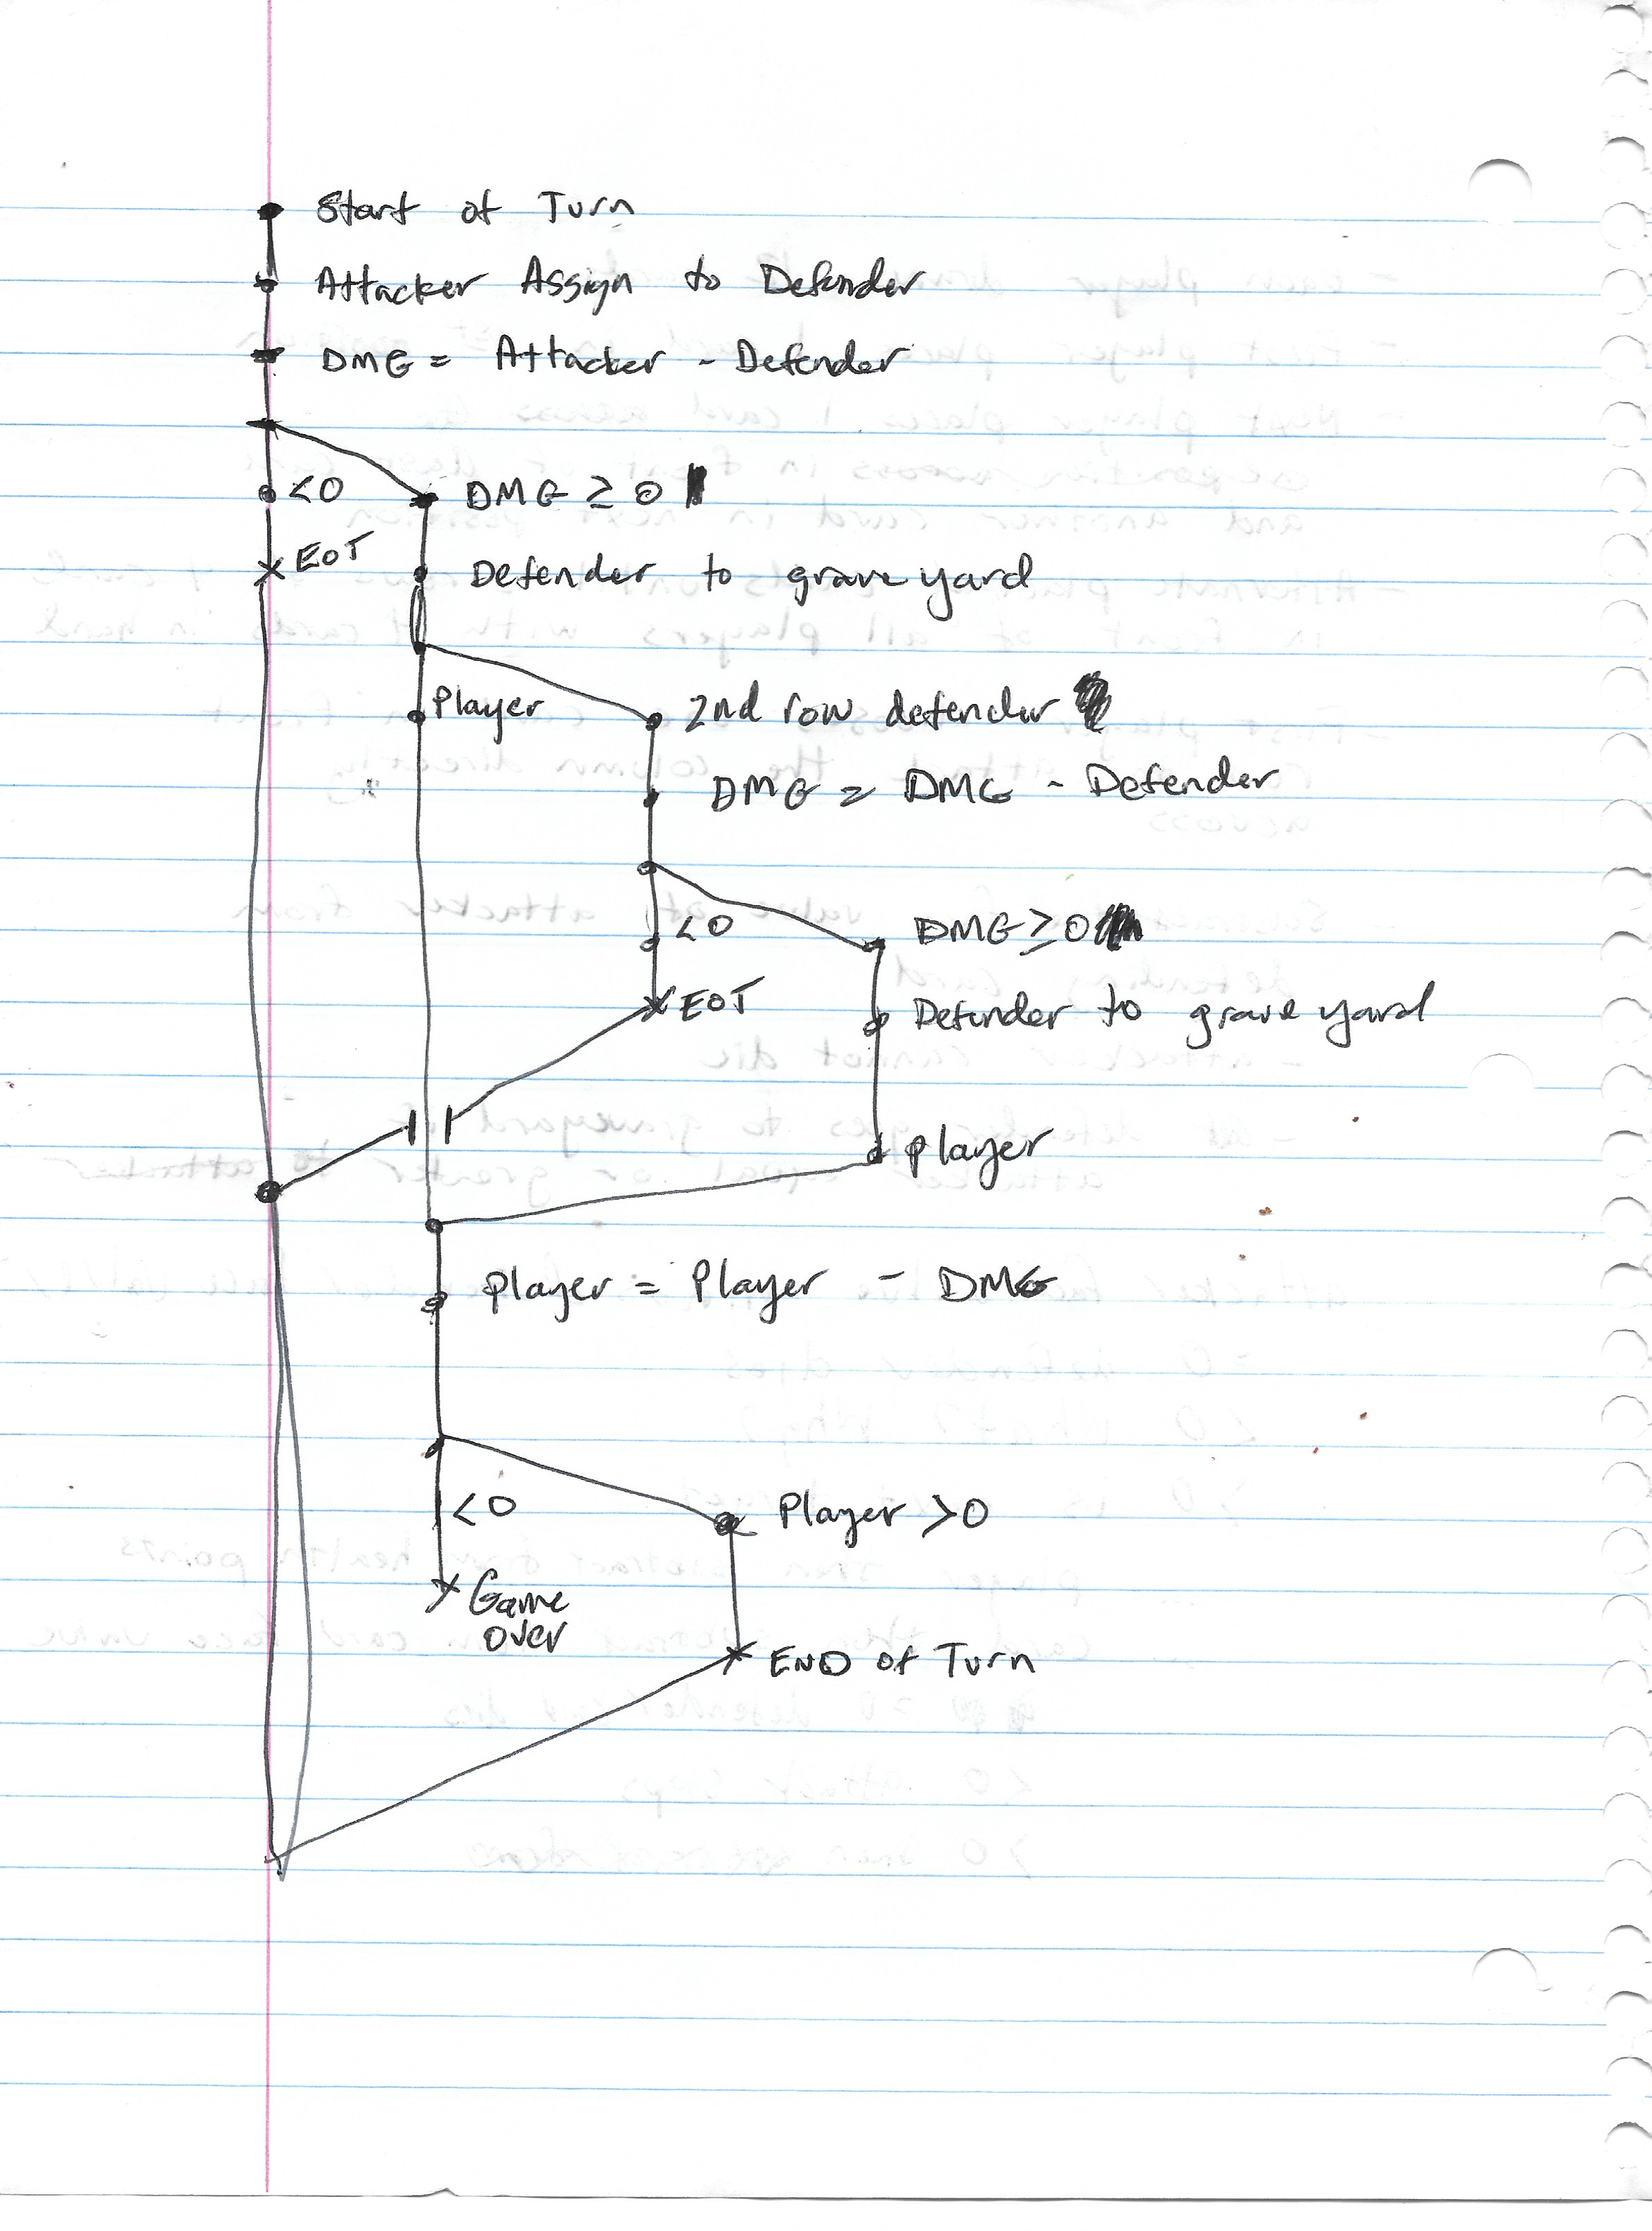 Start of Turn
Attacker Assign to Defender
DMG = Attacker - Defender
<0 DMG ≥ 0
EOT Defender to grave yard
Player 2nd row defender
DMG = DMG - Defender
<0 DMG ≥ 0
EOT Defender to grave yard
player
player = Player - DMG
<0 Player >0
Game
over
END of Turn